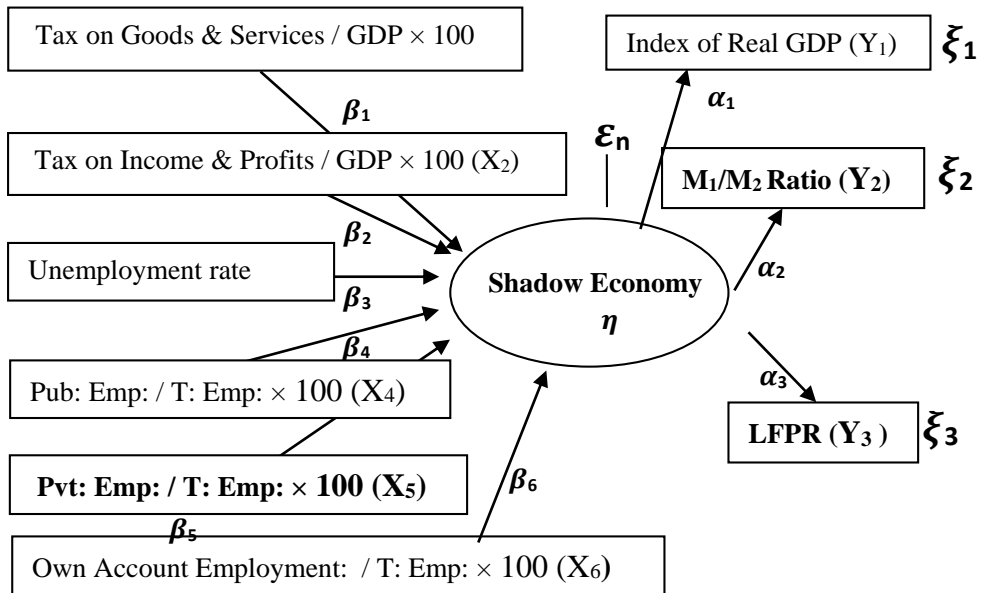 Tax on Goods & Services / GDP × 100
β₁
Tax on Income & Profits / GDP × 100 (X₂)
β₂
Unemployment rate
β₃
β₄
Pub: Emp: / T: Emp: × 100 (X₄)
Pvt: Emp: / T: Emp: × 100 (X₅)
β₅
Own Account Employment: / T: Emp: × 100 (X₆)
β₆
εₙ
Shadow Economy
η
Index of Real GDP (Y₁)
ξ₁
α₁
M₁/M₂ Ratio (Y₂)
ξ₂
α₂
α₃
LFPR (Y₃ )
ξ₃